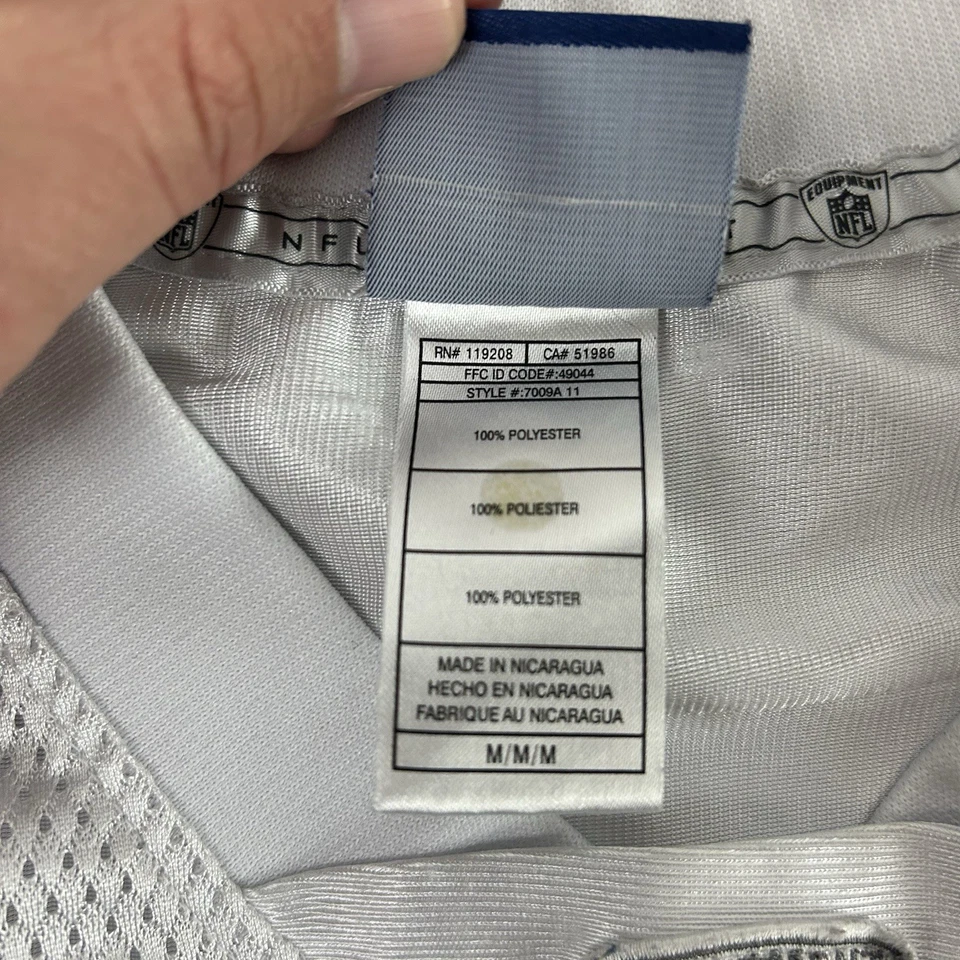 EQUIPMENT
NFL
NFL
NFL
RN# 119208 CA# 51986
FFC ID CODE#:49044
STYLE #:7009A 11
100% POLYESTER
100% POLIESTER
100% POLYESTER
MADE IN NICARAGUA
HECHO EN NICARAGUA
FABRIQUE AU NICARAGUA
M/M/M